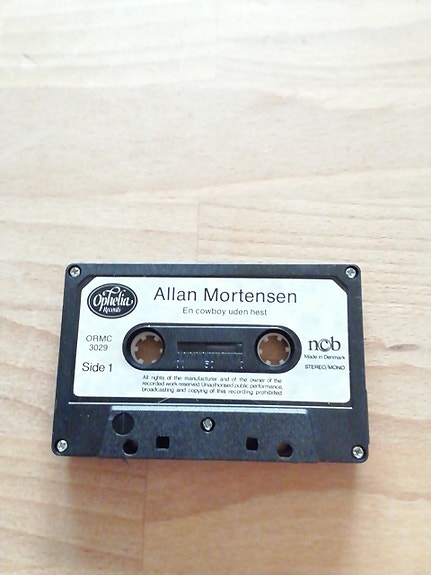 Ophelia
Records
Allan Mortensen
En cowboy uden hest
ORMC
3029
Side 1
ncb
Made in Denmark
STEREO/MONO
All rights of the manufacturer and of the owner of the
recorded work reserved. Unauthorised public performance,
broadcasting and copying of this recording prohibited